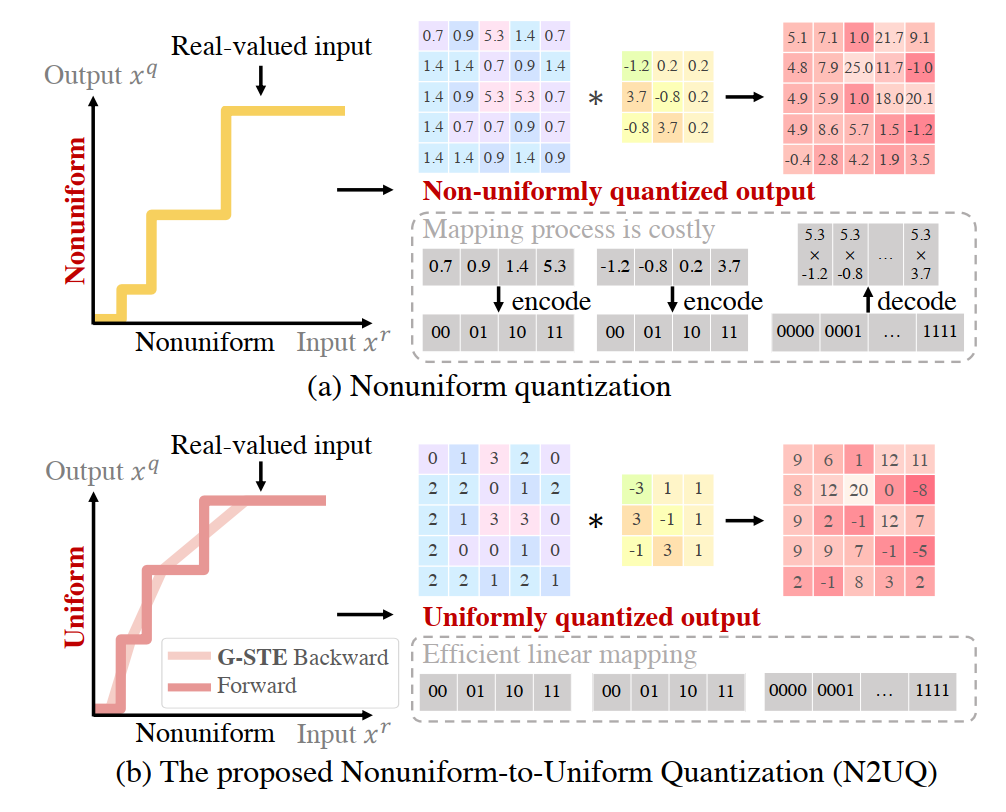 Real-valued input
Output x^q
Nonuniform
Nonuniform Input x^r
0.7 0.9 5.3 1.4 0.7
1.4 1.4 0.7 0.9 1.4
1.4 0.9 5.3 5.3 0.7
1.4 0.7 0.7 0.9 0.7
1.4 1.4 0.9 1.4 0.9
*
-1.2 0.2 0.2
3.7 -0.8 0.2
-0.8 3.7 0.2
5.1 7.1 1.0 21.7 9.1
4.8 7.9 25.0 11.7 -1.0
4.9 5.9 1.0 18.0 20.1
4.9 8.6 5.7 1.5 -1.2
-0.4 2.8 4.2 1.9 3.5
Non-uniformly quantized output
Mapping process is costly
0.7 0.9 1.4 5.3
encode
00 01 10 11
-1.2 -0.8 0.2 3.7
encode
00 01 10 11
5.3 5.3 5.3
× × ... ×
-1.2 -0.8 3.7
decode
0000 0001 ... 1111
(a) Nonuniform quantization
Real-valued input
Output x^q
Uniform
G-STE Backward
Forward
Nonuniform Input x^r
0 1 3 2 0
2 2 0 1 2
2 1 3 3 0
2 0 0 1 0
2 2 1 2 1
*
-3 1 1
3 -1 1
-1 3 1
9 6 1 12 11
8 12 20 0 -8
9 2 -1 12 7
9 9 7 -1 -5
2 -1 8 3 2
Uniformly quantized output
Efficient linear mapping
00 01 10 11
00 01 10 11
0000 0001 ... 1111
(b) The proposed Nonuniform-to-Uniform Quantization (N2UQ)